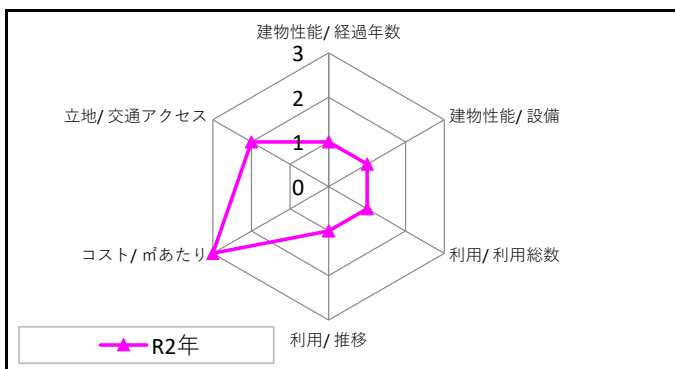 建物性能/ 経過年数
3
立地/ 交通アクセス
2
建物性能/ 設備
1
0
コスト/ ㎡あたり
利用/ 利用総数
利用/ 推移
R2年